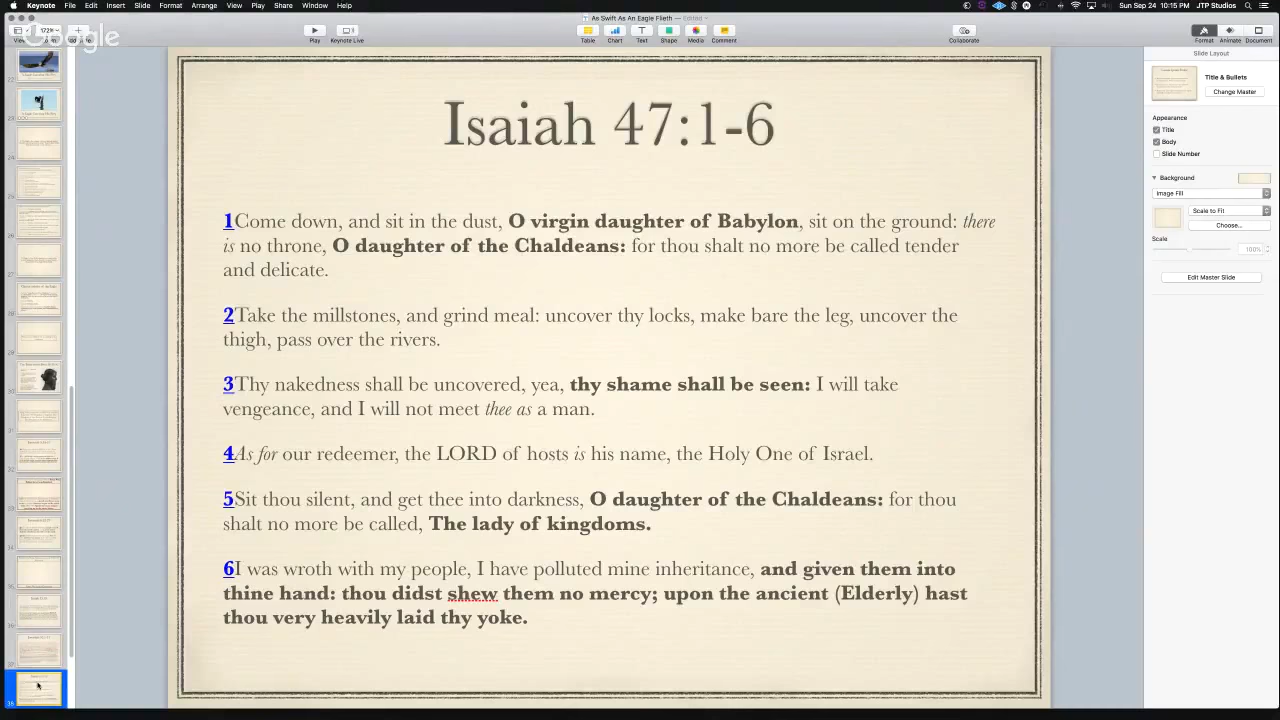 Keynote File Edit Insert Slide Format Arrange View Play Share Window Help
Sun Sep 24 10:15 PM JTP Studios
As Swift As An Eagle Flieth — Edited
172%
Google
View
Play Keynote Live
Table Chart Text Shape Media Comment
Collaborate
Format Animate Document
Slide Layout
Title & Bullets
Change Master
Appearance
Title
Body
Slide Number
Background
Image Fill
Scale to Fit
Choose...
Scale
100%
Edit Master Slide
Isaiah 47:1-6
1Come down, and sit in the dust, O virgin daughter of Babylon, sit on the ground: there
is no throne, O daughter of the Chaldeans: for thou shalt no more be called tender
and delicate.
2Take the millstones, and grind meal: uncover thy locks, make bare the leg, uncover the
thigh, pass over the rivers.
3Thy nakedness shall be uncovered, yea, thy shame shall be seen: I will take
vengeance, and I will not meet thee as a man.
4As for our redeemer, the LORD of hosts is his name, the Holy One of Israel.
5Sit thou silent, and get thee into darkness, O daughter of the Chaldeans: for thou
shalt no more be called, The lady of kingdoms.
6I was wroth with my people, I have polluted mine inheritance, and given them into
thine hand: thou didst shew them no mercy; upon the ancient (Elderly) hast
thou very heavily laid thy yoke.